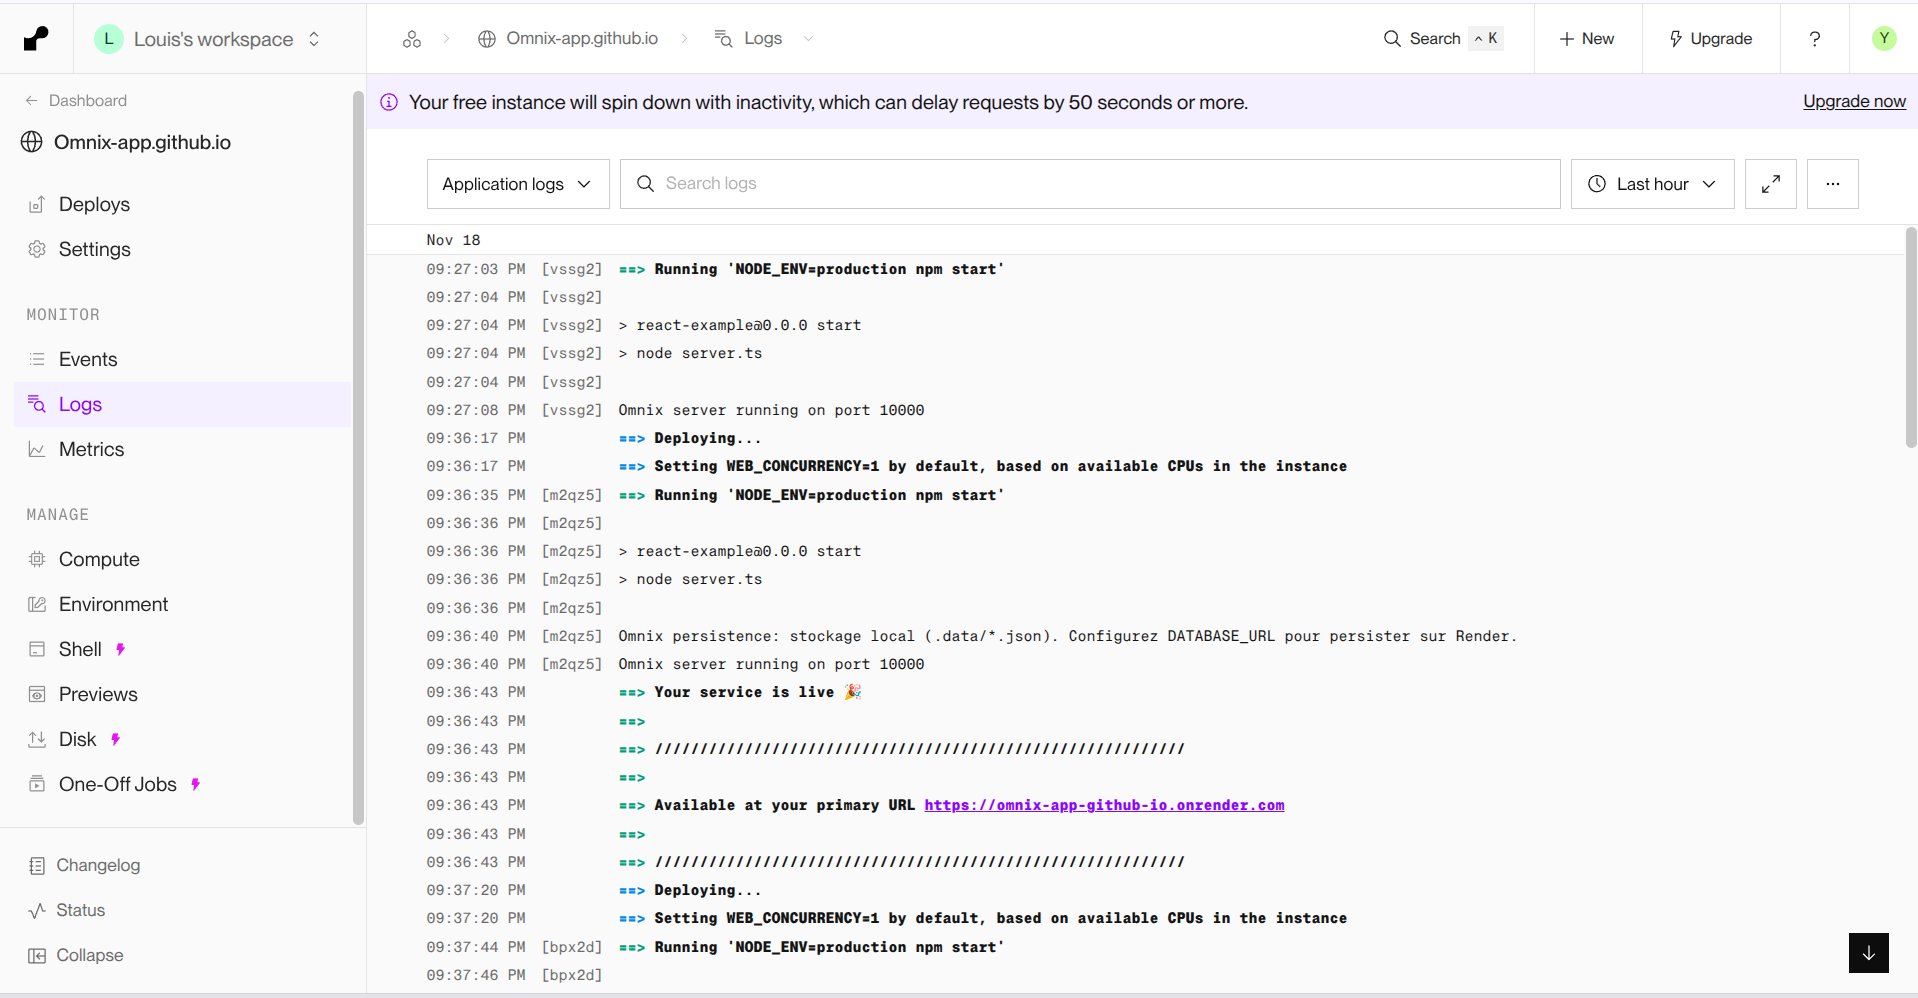 L Louis's workspace
Omnix-app.github.io
Logs
Search ^ K
+ New
Upgrade
?
Y
← Dashboard
Omnix-app.github.io
Deploys
Settings
MONITOR
Events
Logs
Metrics
MANAGE
Compute
Environment
Shell
Previews
Disk
One-Off Jobs
Changelog
Status
Collapse
Your free instance will spin down with inactivity, which can delay requests by 50 seconds or more.
Upgrade now
Application logs
Search logs
Last hour
...
Nov 18
09:27:03 PM [vssg2] ==> Running 'NODE_ENV=production npm start'
09:27:04 PM [vssg2]
09:27:04 PM [vssg2] > react-example@0.0.0 start
09:27:04 PM [vssg2] > node server.ts
09:27:04 PM [vssg2]
09:27:08 PM [vssg2] Omnix server running on port 10000
09:36:17 PM ==> Deploying...
09:36:17 PM ==> Setting WEB_CONCURRENCY=1 by default, based on available CPUs in the instance
09:36:35 PM [m2qz5] ==> Running 'NODE_ENV=production npm start'
09:36:36 PM [m2qz5]
09:36:36 PM [m2qz5] > react-example@0.0.0 start
09:36:36 PM [m2qz5] > node server.ts
09:36:36 PM [m2qz5]
09:36:40 PM [m2qz5] Omnix persistence: stockage local (.data/*.json). Configurez DATABASE_URL pour persister sur Render.
09:36:40 PM [m2qz5] Omnix server running on port 10000
09:36:43 PM ==> Your service is live 🎉
09:36:43 PM ==>
09:36:43 PM ==> ///////////////////////////////////////////////////////////
09:36:43 PM ==>
09:36:43 PM ==> Available at your primary URL https://omnix-app-github-io.onrender.com
09:36:43 PM ==>
09:36:43 PM ==> ///////////////////////////////////////////////////////////
09:37:20 PM ==> Deploying...
09:37:20 PM ==> Setting WEB_CONCURRENCY=1 by default, based on available CPUs in the instance
09:37:44 PM [bpx2d] ==> Running 'NODE_ENV=production npm start'
09:37:46 PM [bpx2d]